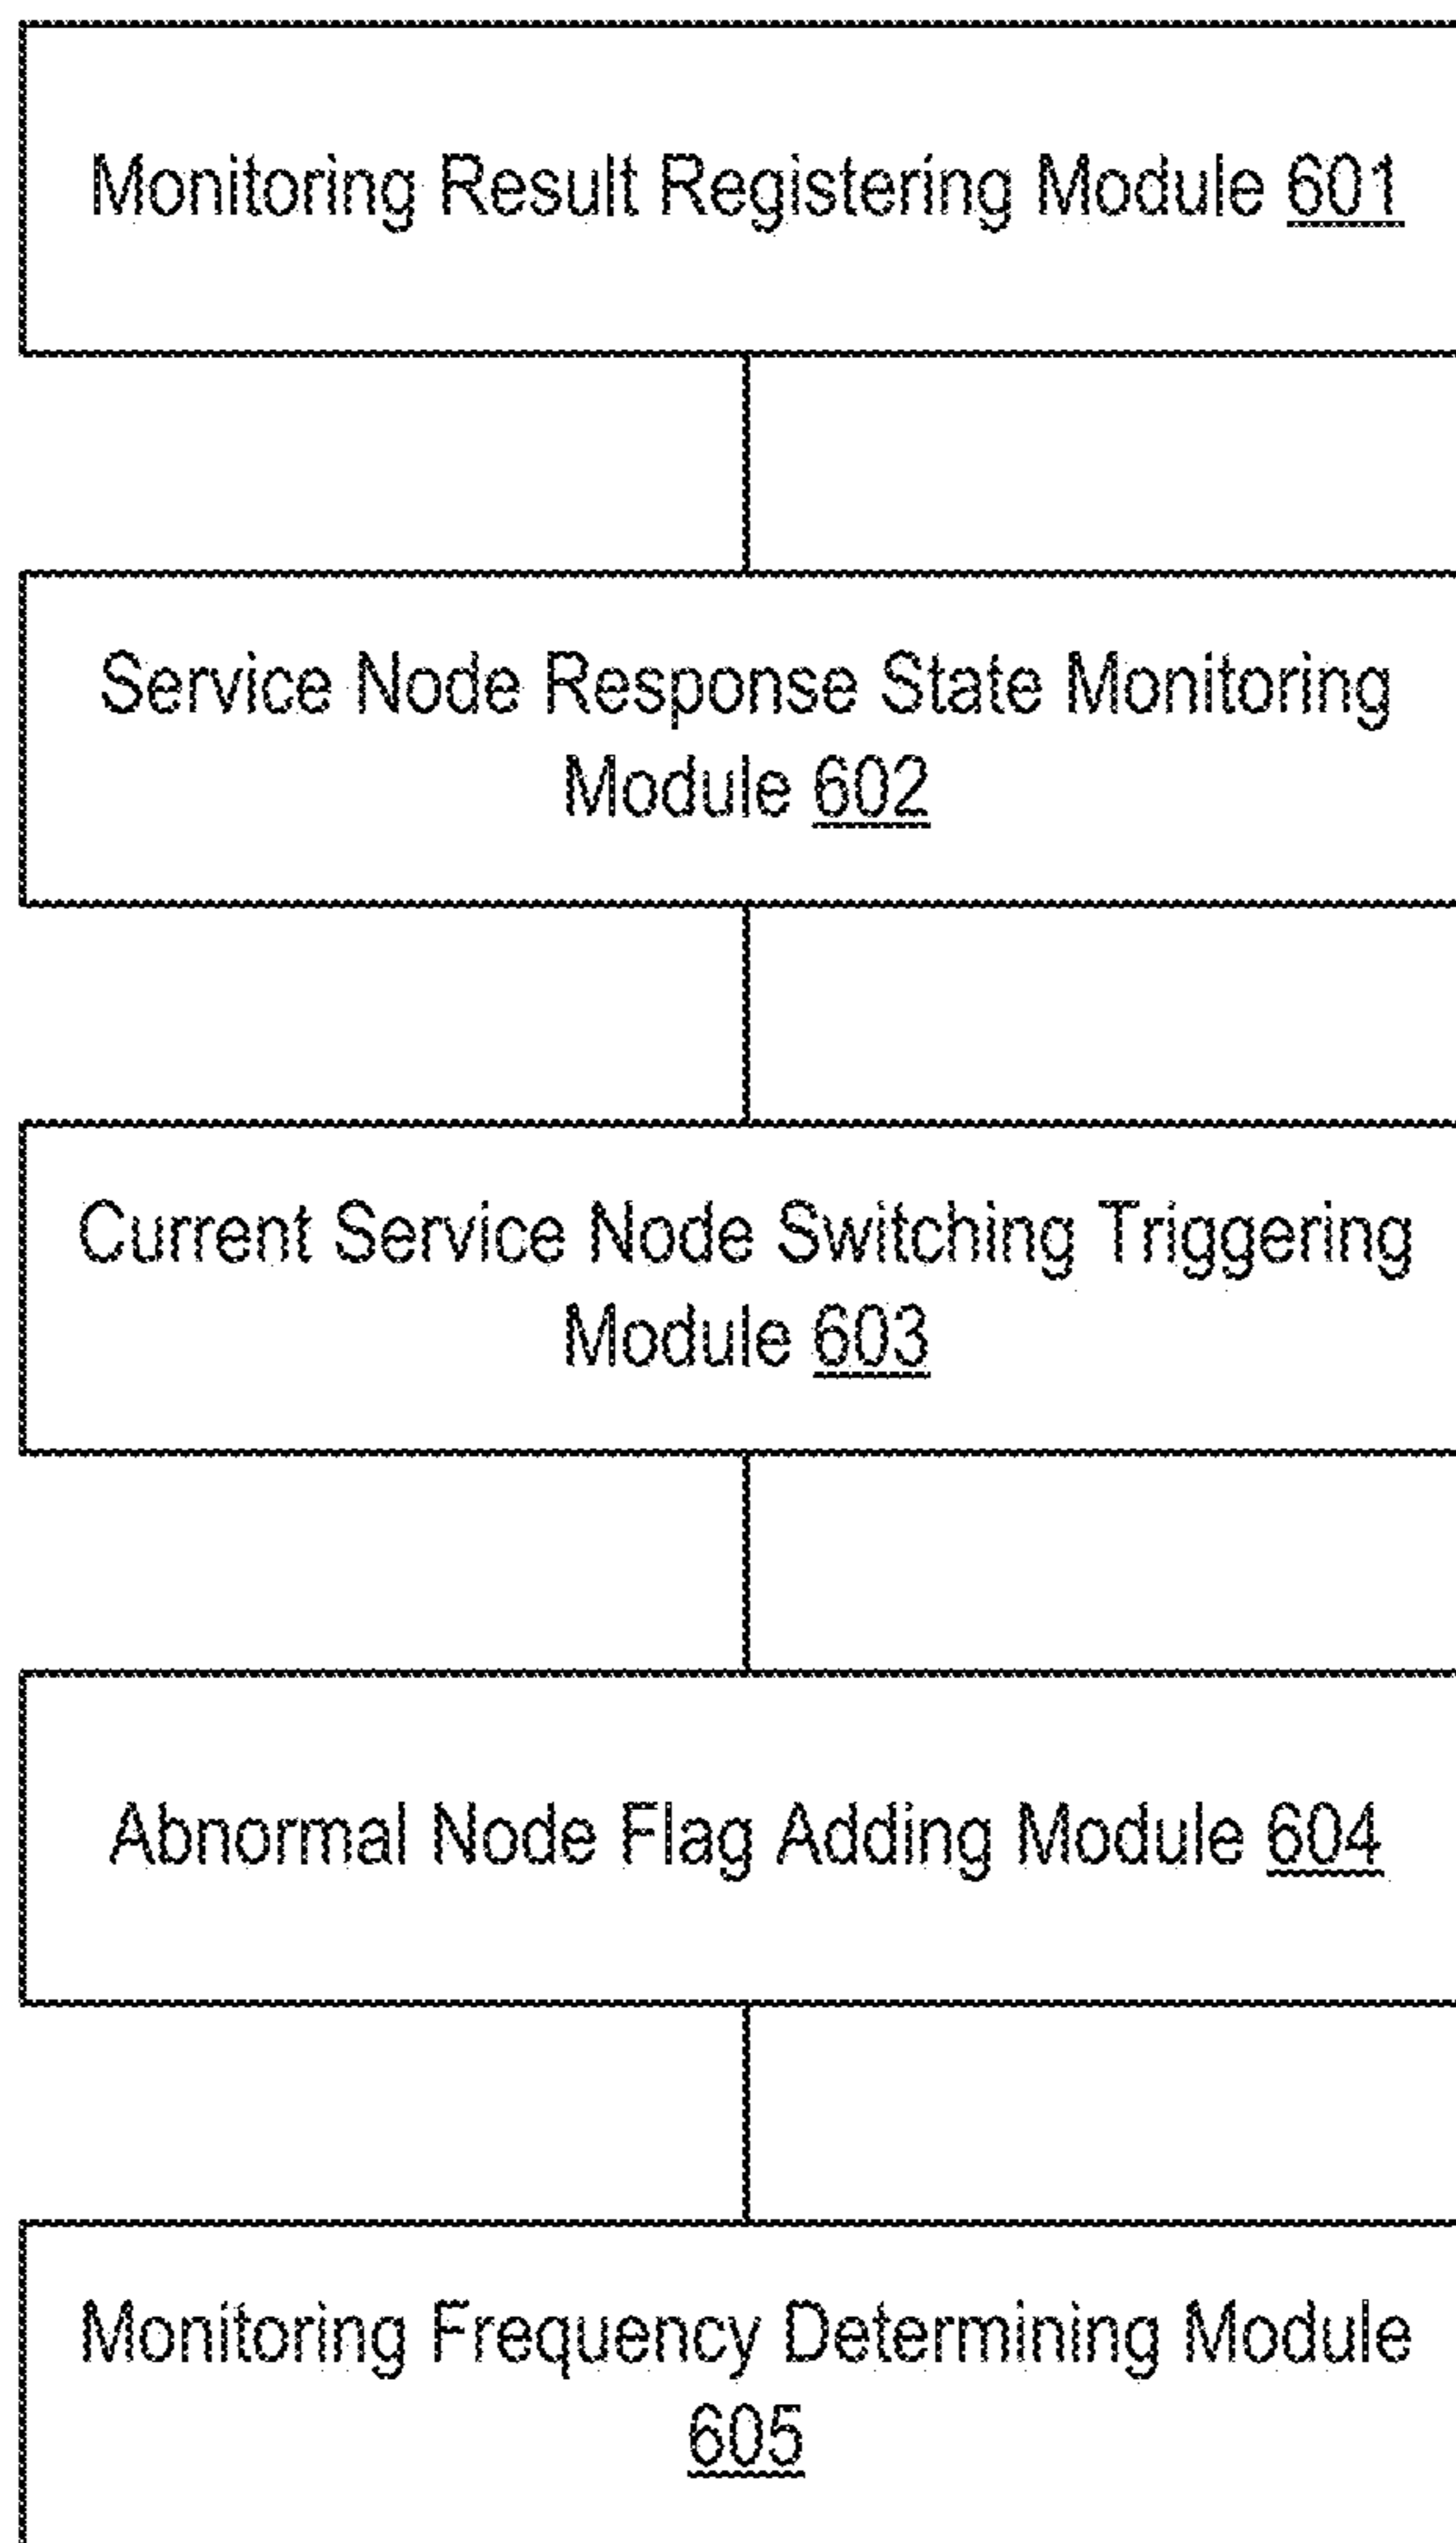 Monitoring Result Registering Module 601
Service Node Response State Monitoring
Module 602
Current Service Node Switching Triggering
Module 603
Abnormal Node Flag Adding Module 604
Monitoring Frequency Determining Module
605